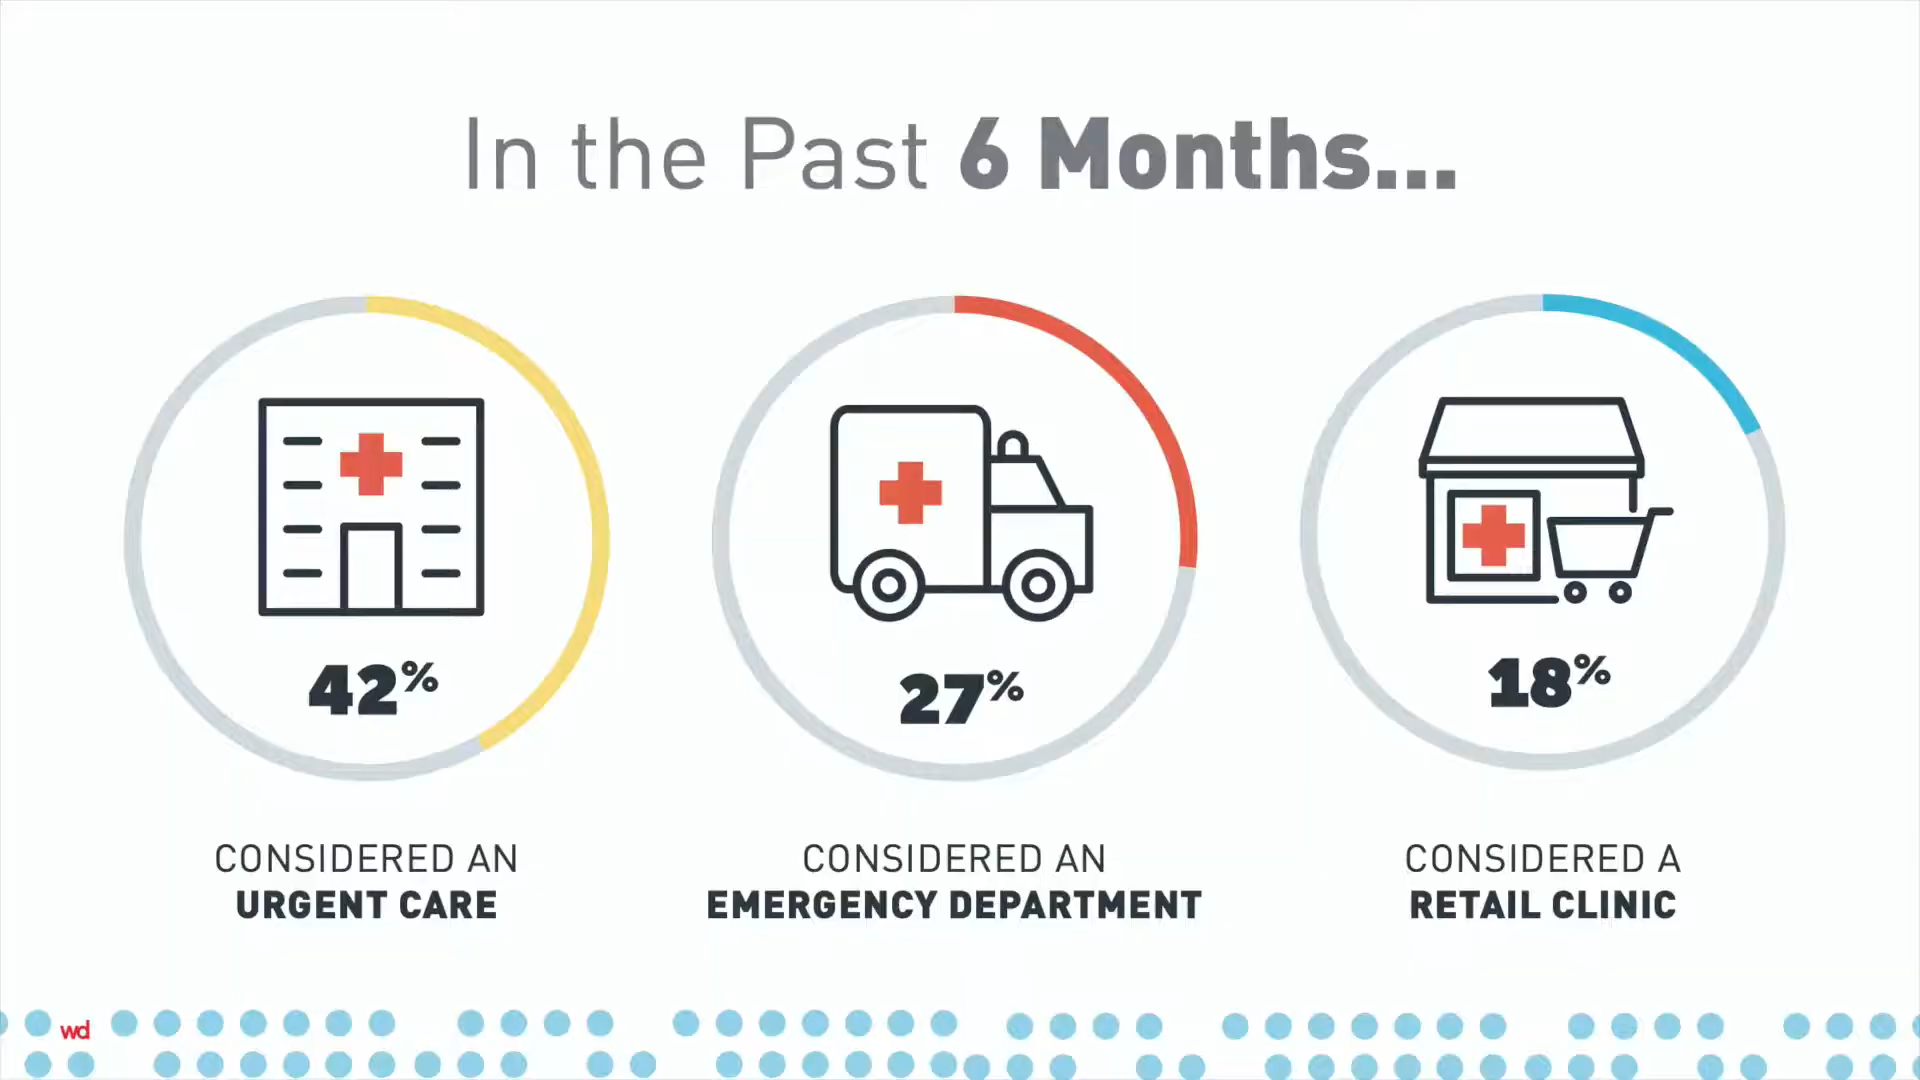 In the Past 6 Months...
42%
27%
18%
CONSIDERED AN
URGENT CARE
CONSIDERED AN
EMERGENCY DEPARTMENT
CONSIDERED A
RETAIL CLINIC
wd